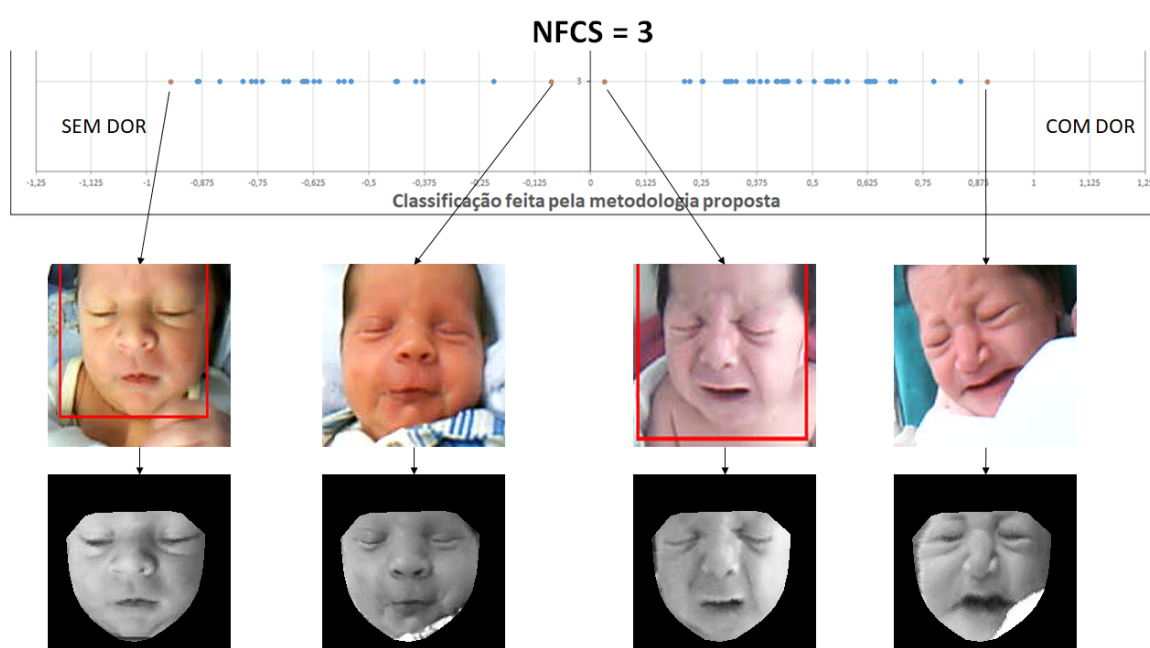 NFCS = 3
3
SEM DOR
COM DOR
-1,25 -1,125 -1 -0,875 -0,75 -0,625 -0,5 -0,375 -0,25 -0,125 0 0,125 0,25 0,375 0,5 0,625 0,75 0,875 1 1,125 1,25
Classificação feita pela metodologia proposta